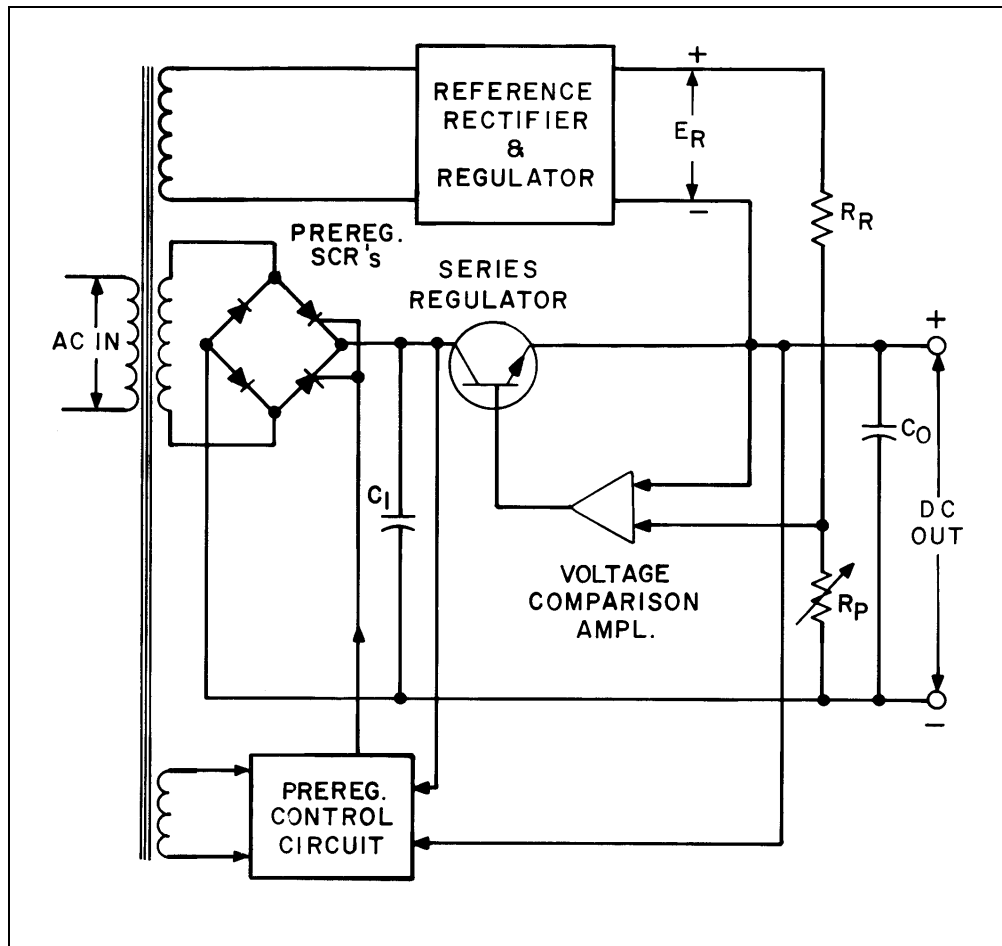 REFERENCE
RECTIFIER
&
REGULATOR
+
E_R
−
R_R
PREREG.
SCR's
SERIES
REGULATOR
AC IN
+
C_I
C_O
DC
OUT
VOLTAGE
COMPARISON
AMPL.
R_P
−
PREREG.
CONTROL
CIRCUIT